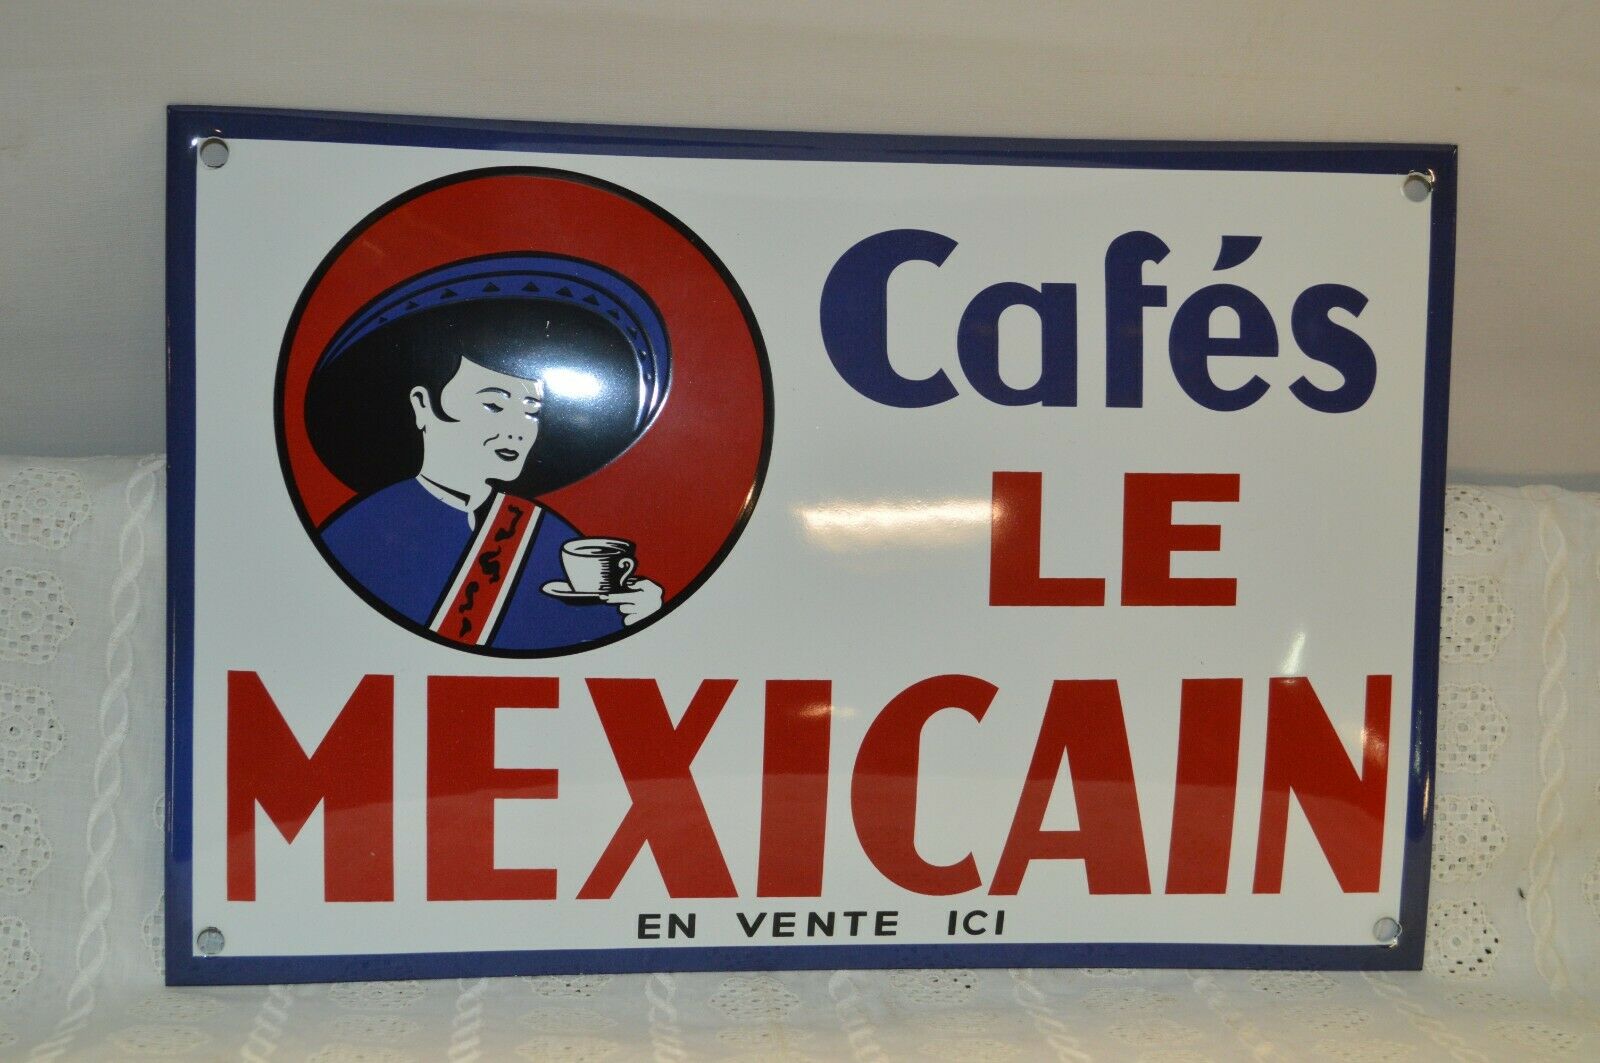 Cafés
LE
MEXICAIN
EN VENTE ICI